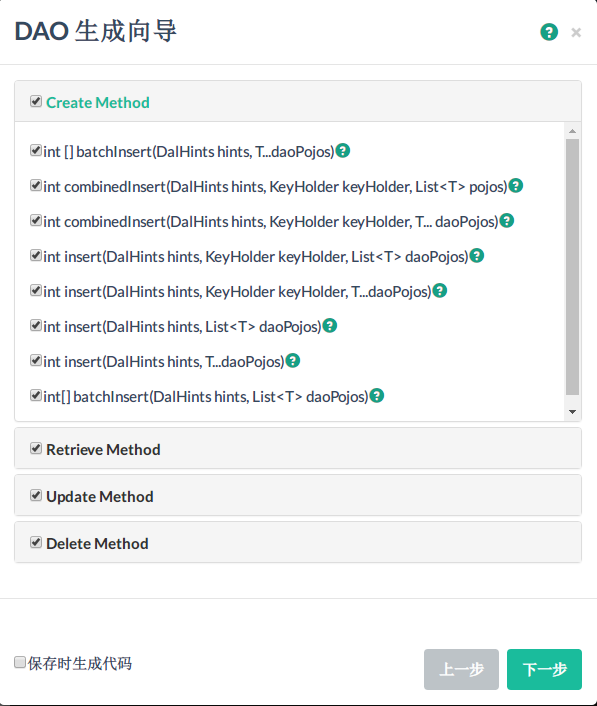 DAO 生成向导
? ×
Create Method
int [] batchInsert(DalHints hints, T...daoPojos)?
int combinedInsert(DalHints hints, KeyHolder keyHolder, List<T> pojos)?
int combinedInsert(DalHints hints, KeyHolder keyHolder, T... daoPojos)?
int insert(DalHints hints, KeyHolder keyHolder, List<T> daoPojos)?
int insert(DalHints hints, KeyHolder keyHolder, T...daoPojos)?
int insert(DalHints hints, List<T> daoPojos)?
int insert(DalHints hints, T...daoPojos)?
int[] batchInsert(DalHints hints, List<T> daoPojos)?
Retrieve Method
Update Method
Delete Method
保存时生成代码
上一步
下一步